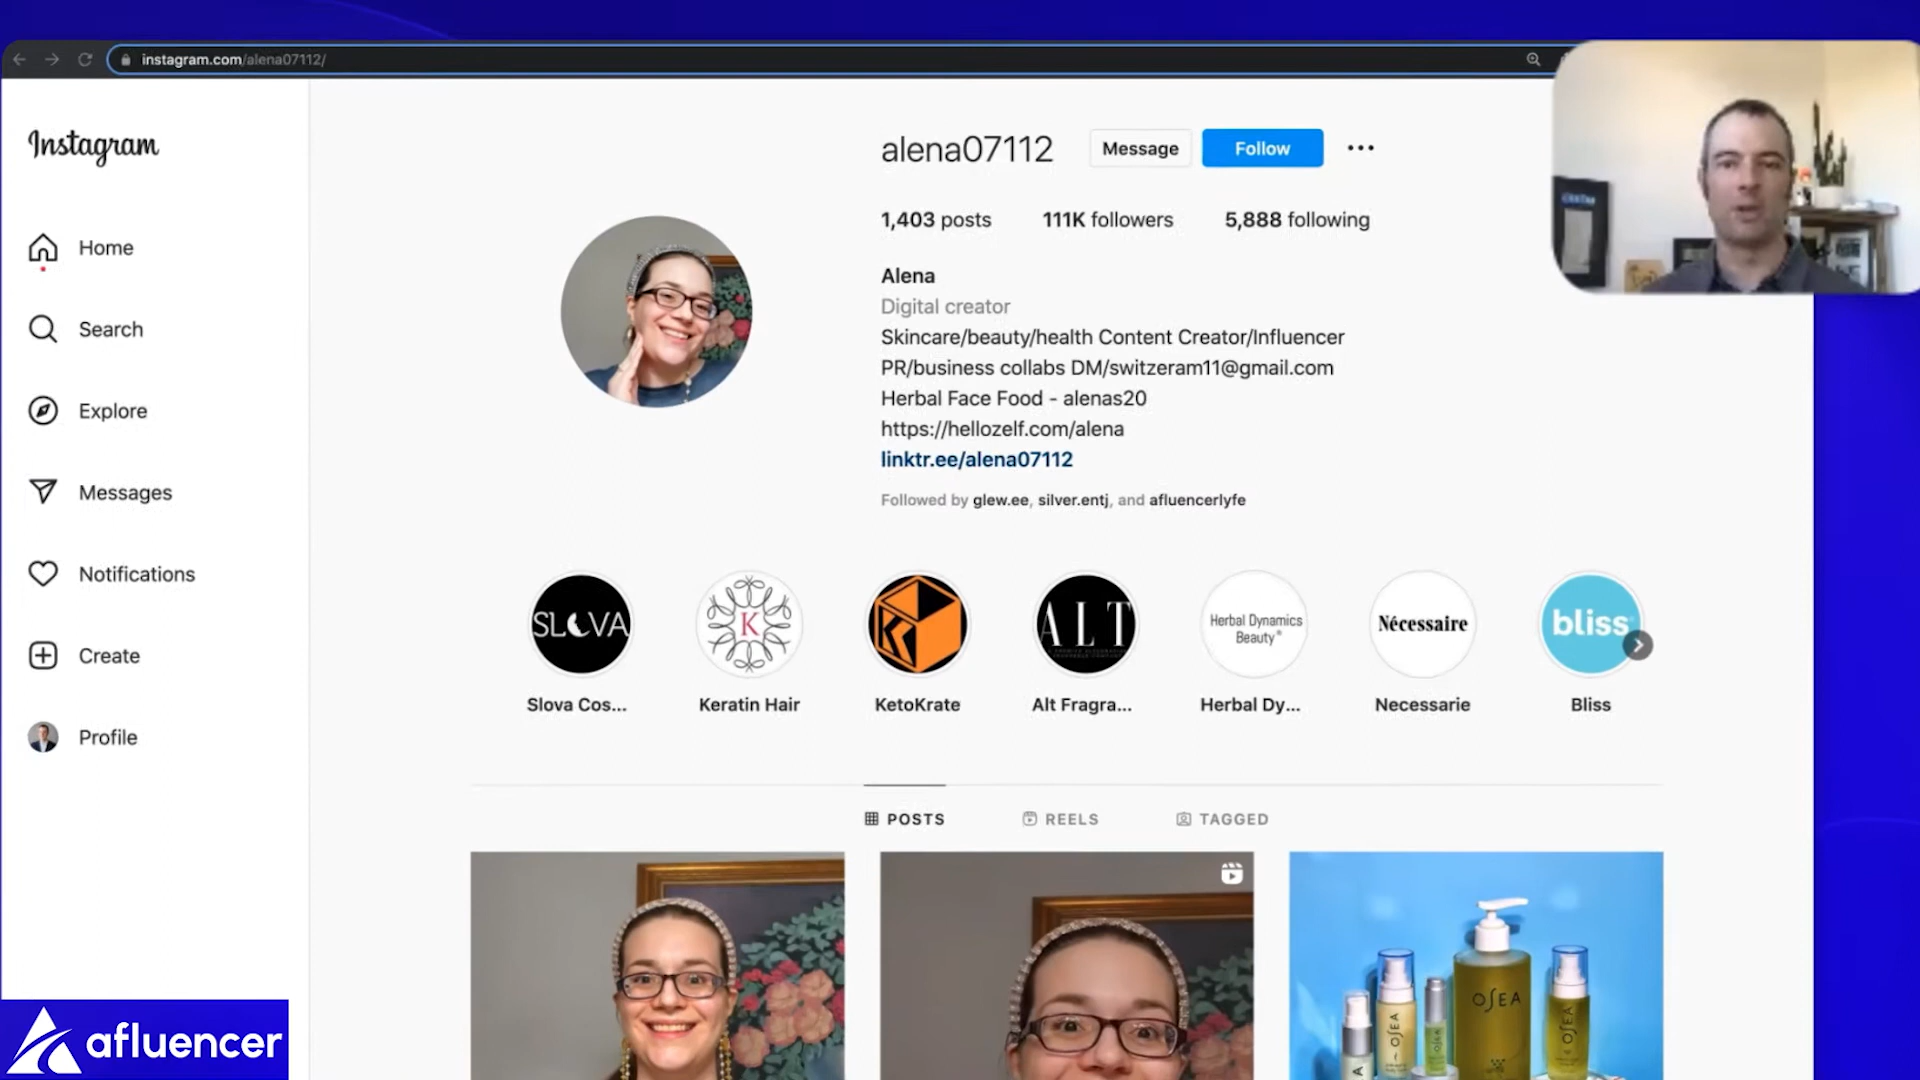 instagram.com/alena07112/
Instagram
Home
Search
Explore
Messages
Notifications
Create
Profile
alena07112
Message
Follow
1,403 posts
111K followers
5,888 following
Alena
Digital creator
Skincare/beauty/health Content Creator/Influencer
PR/business collabs DM/switzeram11@gmail.com
Herbal Face Food - alenas20
https://hellozelf.com/alena
linktr.ee/alena07112
Followed by glew.ee, silver.entj, and afluencerlyfe
SLOVA
K
K
ALT
Herbal Dynamics
Beauty®
Nécessaire
bliss
Slova Cos...
Keratin Hair
KetoKrate
Alt Fragra...
Herbal Dy...
Necessarie
Bliss
POSTS
REELS
TAGGED
OSEA
OSEA
OSEA
afluencer